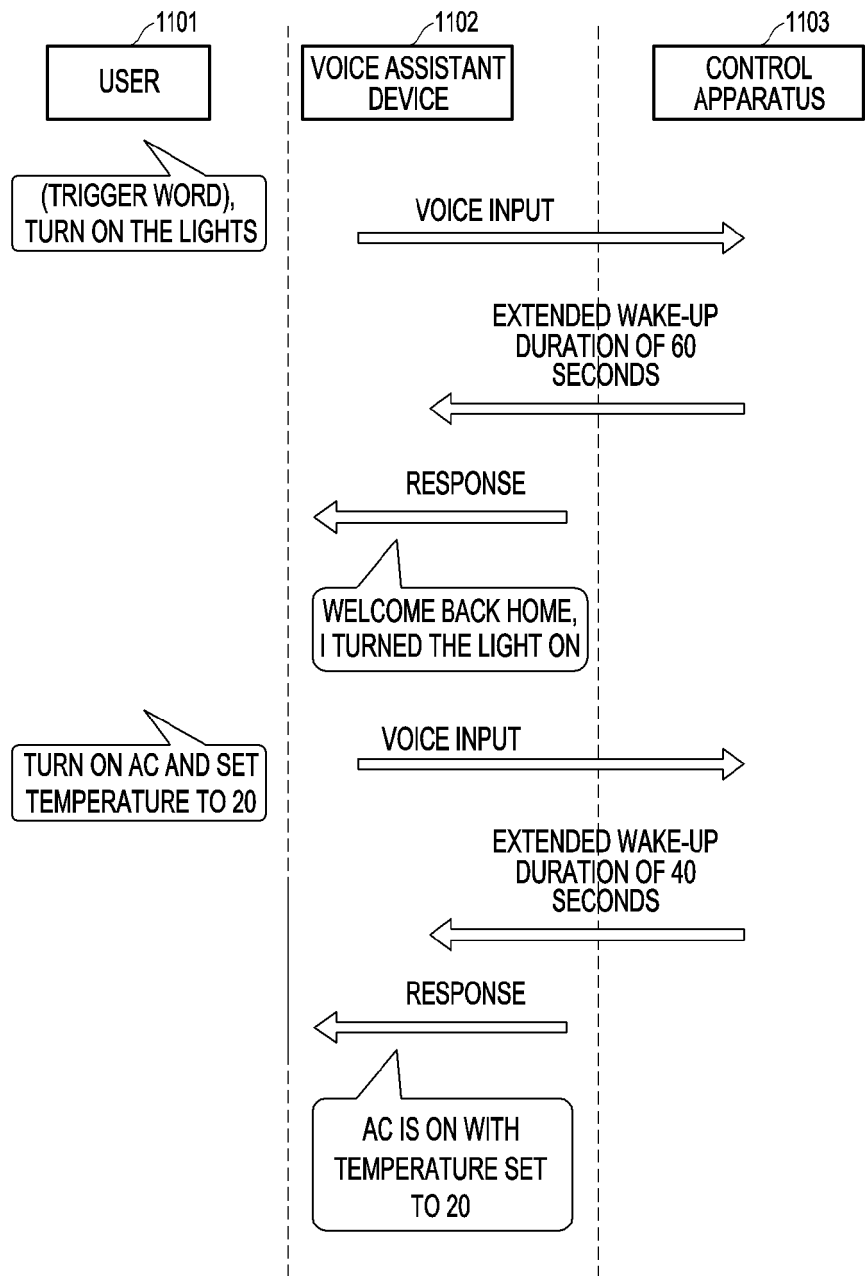 1101
1102
1103
USER
VOICE ASSISTANT
DEVICE
CONTROL
APPARATUS
(TRIGGER WORD),
TURN ON THE LIGHTS
VOICE INPUT
EXTENDED WAKE-UP
DURATION OF 60
SECONDS
RESPONSE
WELCOME BACK HOME,
I TURNED THE LIGHT ON
TURN ON AC AND SET
TEMPERATURE TO 20
VOICE INPUT
EXTENDED WAKE-UP
DURATION OF 40
SECONDS
RESPONSE
AC IS ON WITH
TEMPERATURE SET
TO 20